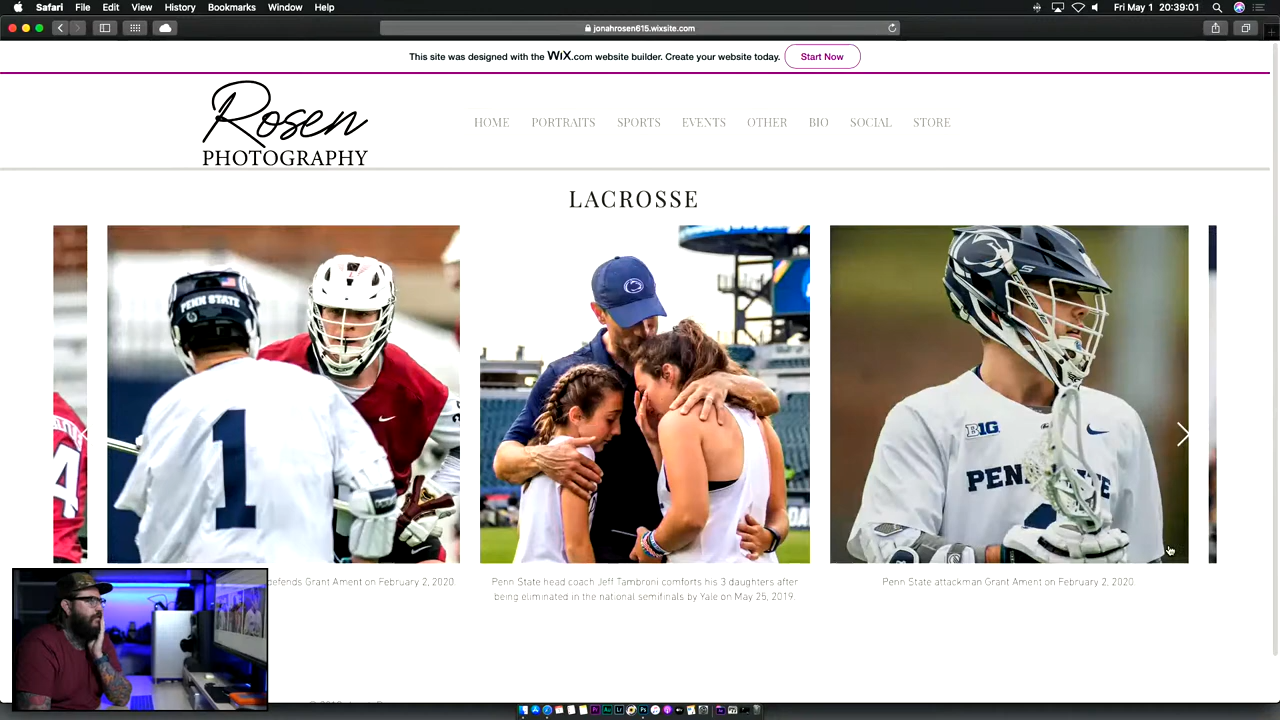 Safari File Edit View History Bookmarks Window Help
Fri May 1 20:39:01
jonahrosen615.wixsite.com
This site was designed with the WiX.com website builder. Create your website today. Start Now
Rosen
PHOTOGRAPHY
HOME PORTRAITS SPORTS EVENTS OTHER BIO SOCIAL STORE
LACROSSE
PENN STATE
1
4
B1G
PENN
defends Grant Ament on February 2, 2020.
Penn State head coach Jeff Tambroni comforts his 3 daughters after
being eliminated in the national semifinals by Yale on May 25, 2019.
Penn State attackman Grant Ament on February 2, 2020